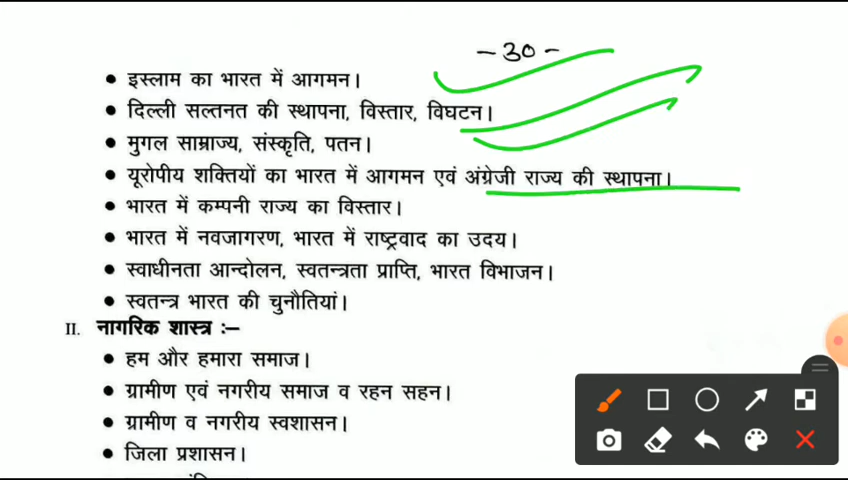 – 30 –
• इस्लाम का भारत में आगमन।
• दिल्ली सल्तनत की स्थापना, विस्तार, विघटन।
• मुगल साम्राज्य, संस्कृति, पतन।
• यूरोपीय शक्तियों का भारत में आगमन एवं अंग्रेजी राज्य की स्थापना।
• भारत में कम्पनी राज्य का विस्तार।
• भारत में नवजागरण, भारत में राष्ट्रवाद का उदय।
• स्वाधीनता आन्दोलन, स्वतन्त्रता प्राप्ति, भारत विभाजन।
• स्वतन्त्र भारत की चुनौतियां।
II. नागरिक शास्त्र :–
• हम और हमारा समाज।
• ग्रामीण एवं नगरीय समाज व रहन सहन।
• ग्रामीण व नगरीय स्वशासन।
• जिला प्रशासन।